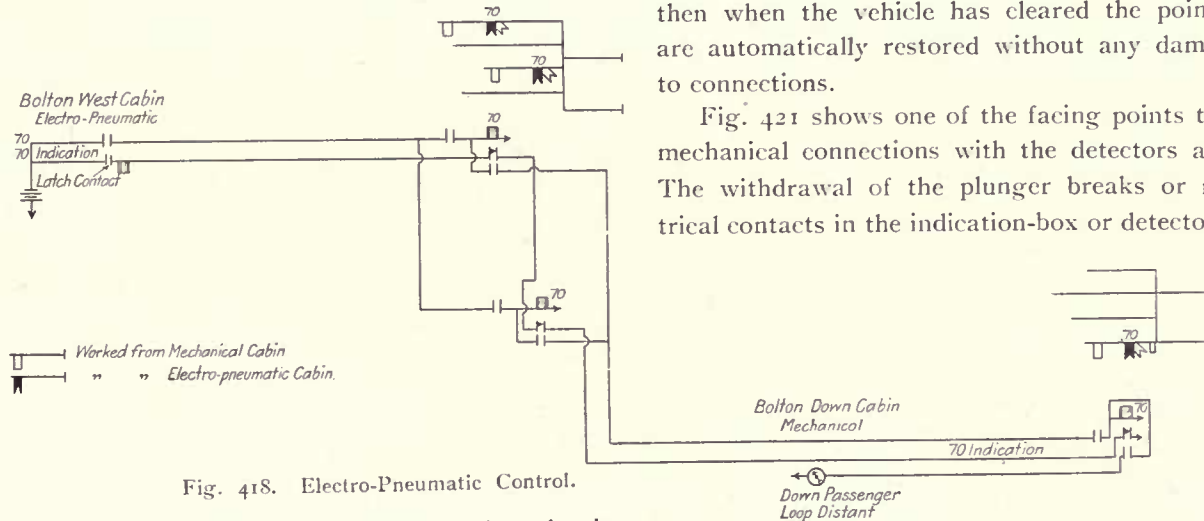 then when the vehicle has cleared the poin
are automatically restored without any dam
to connections.
Fig. 421 shows one of the facing points t
mechanical connections with the detectors a
The withdrawal of the plunger breaks or
trical contacts in the indication-box or detecto
70
70
Bolton West Cabin
Electro-Pneumatic
70
70 Indication
Latch Contact
70
70
Worked from Mechanical Cabin
" " Electro-pneumatic Cabin.
70
Bolton Down Cabin
Mechanical
70
70 Indication
Down Passenger
Loop Distant
Fig. 418. Electro-Pneumatic Control.